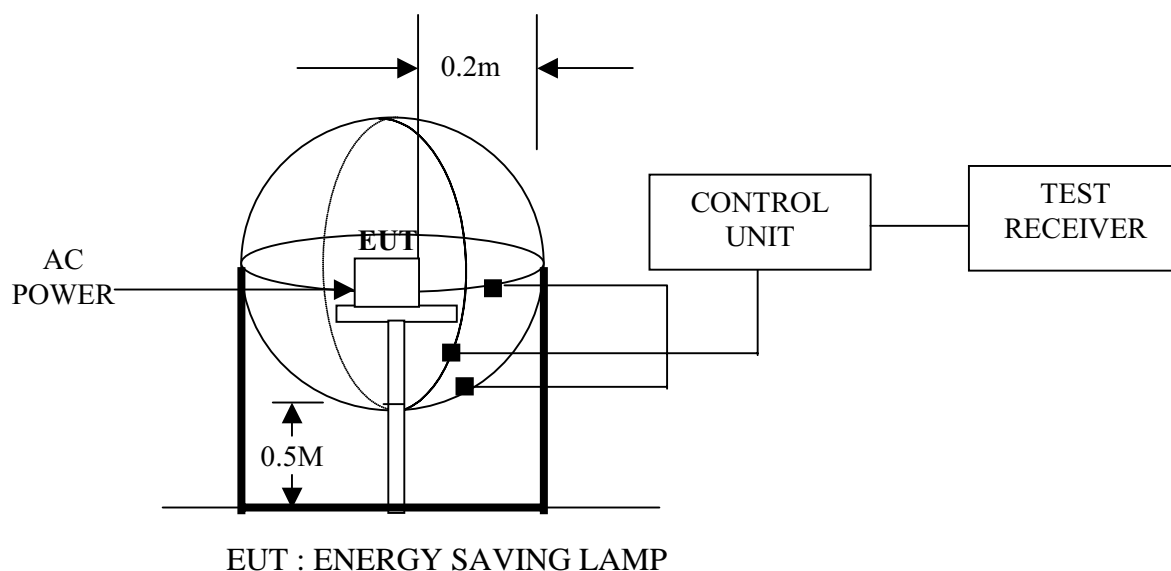 0.2m
EUT
AC
POWER
CONTROL
UNIT
TEST
RECEIVER
0.5M
EUT : ENERGY SAVING LAMP